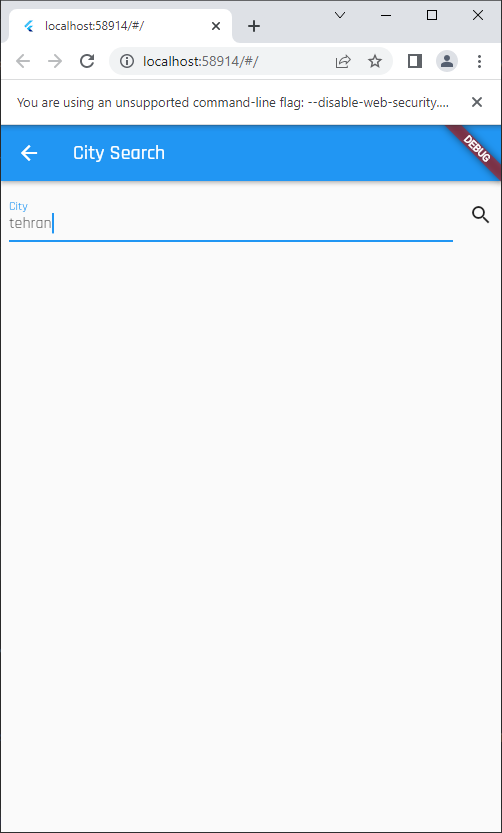 localhost:58914/#/
localhost:58914/#/
You are using an unsupported command-line flag: --disable-web-security....
City Search
DEBUG
City
tehran